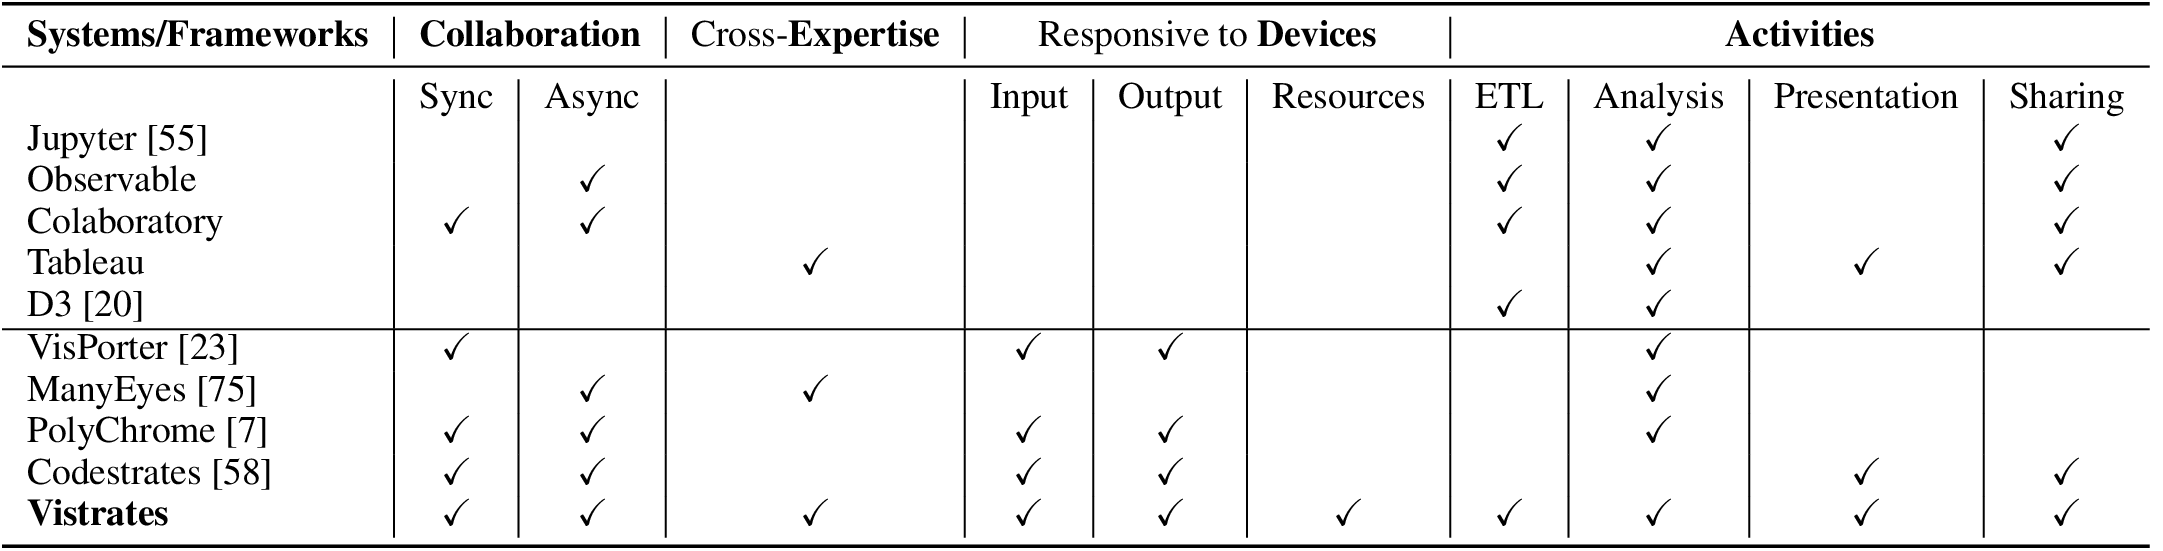 Systems/Frameworks Collaboration Cross-Expertise Responsive to Devices Activities
Sync Async Input Output Resources ETL Analysis Presentation Sharing
Jupyter [55] ✓ ✓ ✓
Observable ✓ ✓ ✓ ✓
Colaboratory ✓ ✓ ✓ ✓ ✓
Tableau ✓ ✓ ✓ ✓
D3 [20] ✓ ✓
VisPorter [23] ✓ ✓ ✓ ✓
ManyEyes [75] ✓ ✓ ✓
PolyChrome [7] ✓ ✓ ✓ ✓ ✓
Codestrates [58] ✓ ✓ ✓ ✓ ✓ ✓
Vistrates ✓ ✓ ✓ ✓ ✓ ✓ ✓ ✓ ✓ ✓